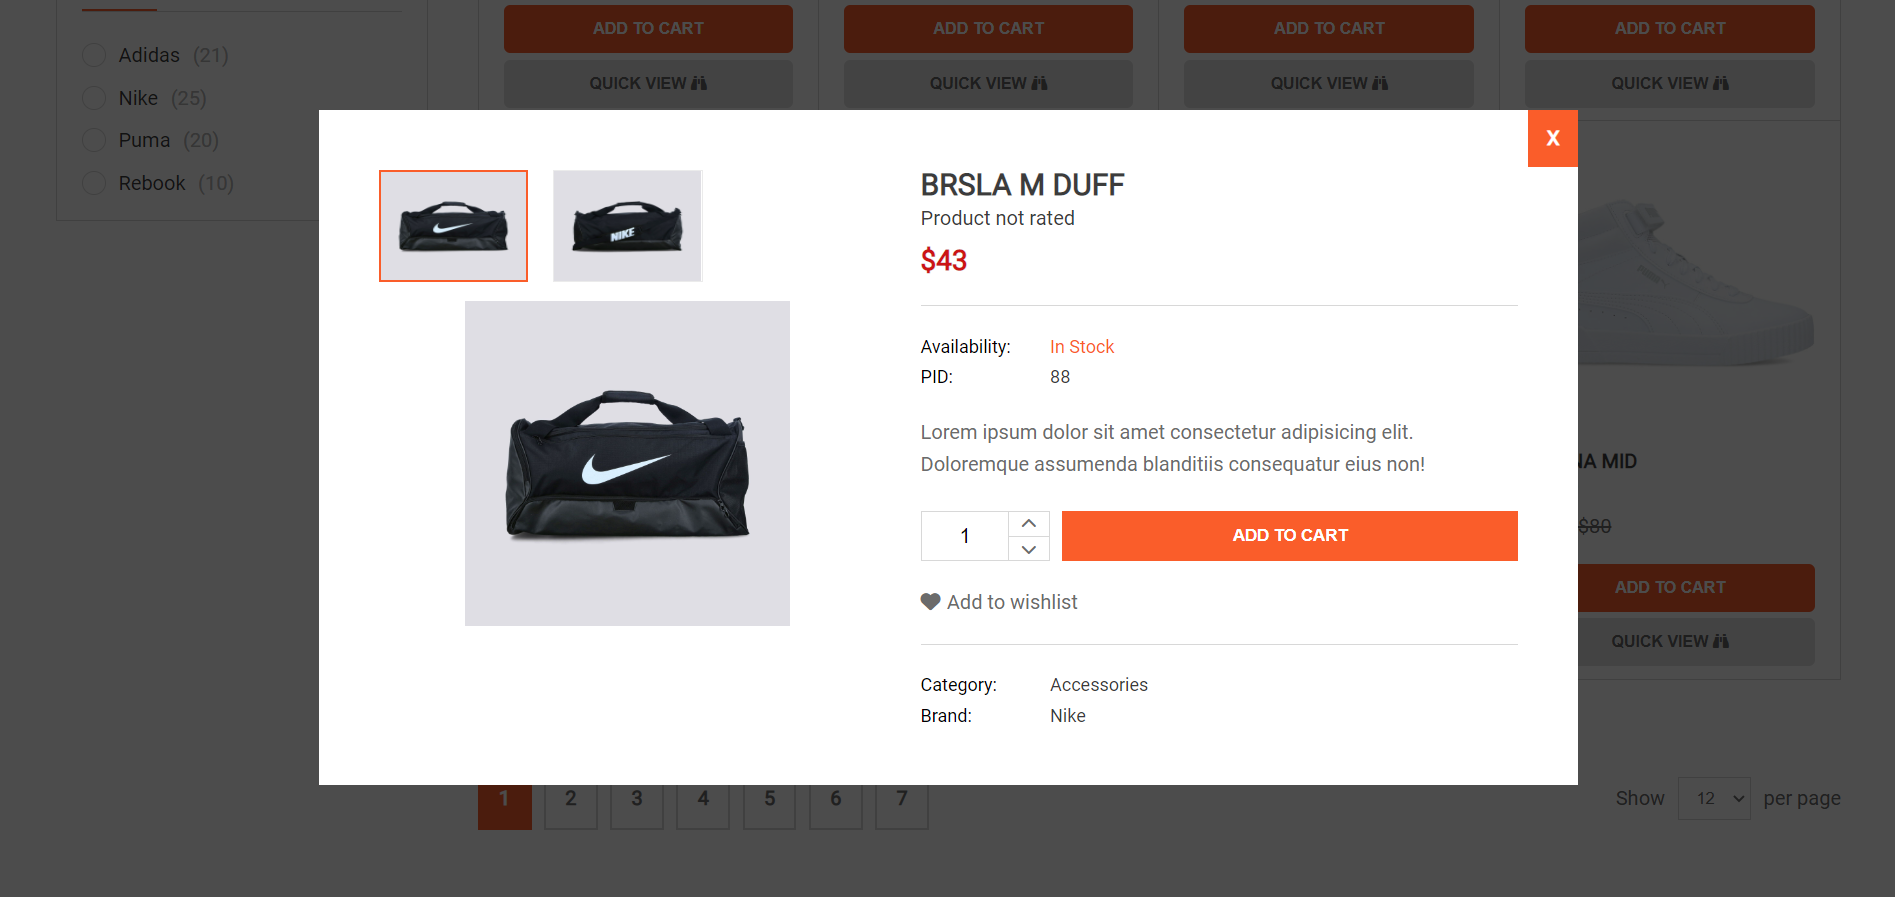 ADD TO CART
ADD TO CART
ADD TO CART
ADD TO CART
QUICK VIEW
QUICK VIEW
QUICK VIEW
QUICK VIEW
Adidas (21)
Nike (25)
Puma (20)
Rebook (10)
X
NIKE
BRSLA M DUFF
Product not rated
$43
Availability: In Stock
PID: 88
Lorem ipsum dolor sit amet consectetur adipisicing elit.
Doloremque assumenda blanditiis consequatur eius non!
1
ADD TO CART
Add to wishlist
Category: Accessories
Brand: Nike
NA MID
$80
ADD TO CART
QUICK VIEW
1 2 3 4 5 6 7
Show 12 per page